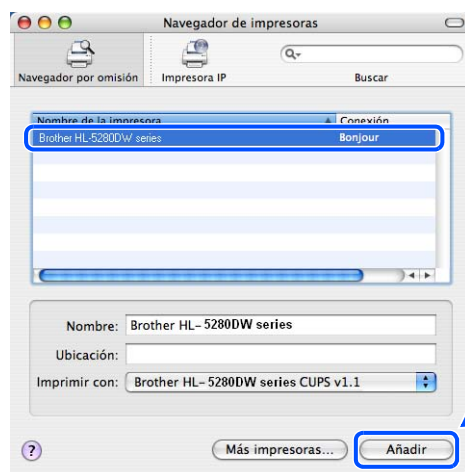 Navegador de impresoras
Navegador por omisión Impresora IP Buscar
Nombre de la impresora Conexión
Brother HL-5280DW series Bonjour
Nombre: Brother HL-5280DW series
Ubicación:
Imprimir con: Brother HL-5280DW series CUPS v1.1
? Más impresoras... Añadir